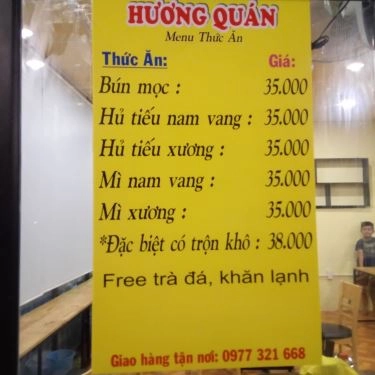 HƯƠNG QUÁN
Menu Thức Ăn
Thức Ăn: Giá:
Bún mọc : 35.000
Hủ tiếu nam vang : 35.000
Hủ tiếu xương : 35.000
Mì nam vang : 35.000
Mì xương : 35.000
*Đặc biệt có trộn khô : 38.000
Free trà đá, khăn lạnh
Giao hàng tận nơi: 0977 321 668